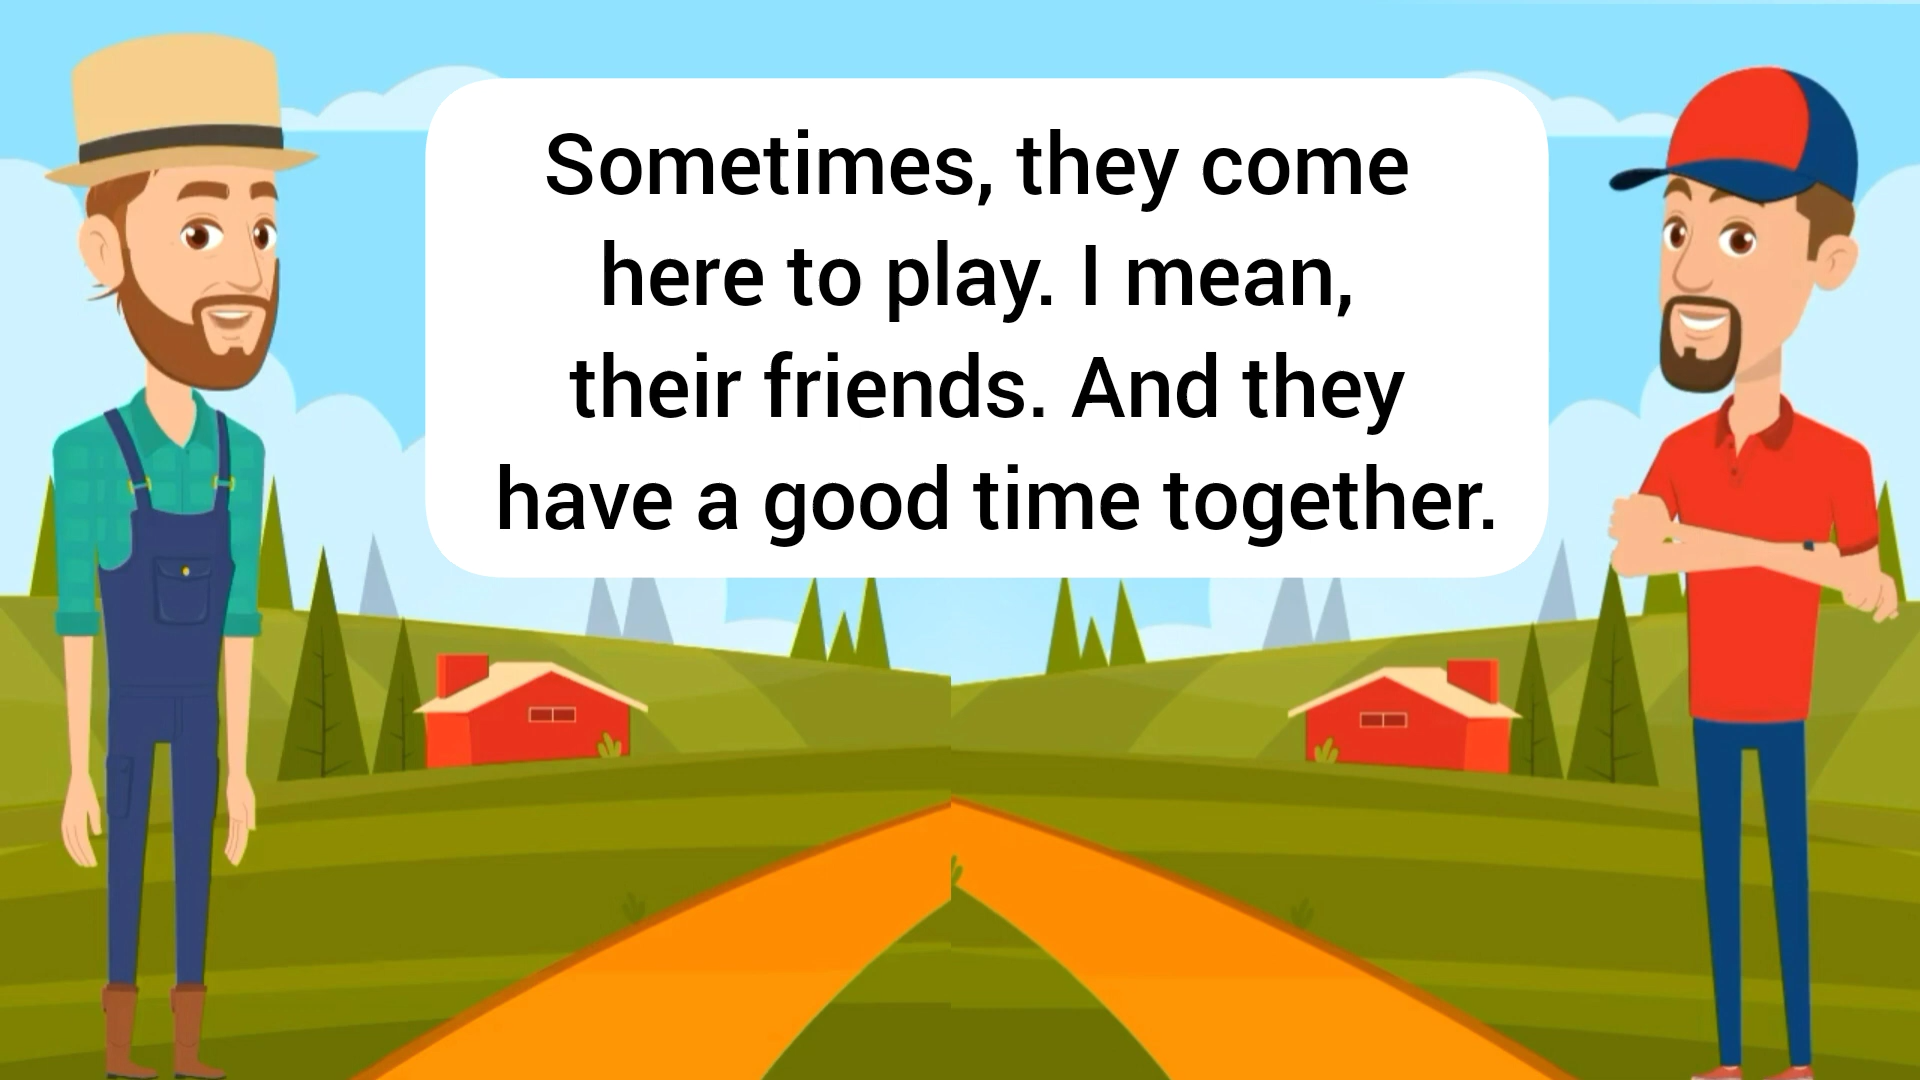 Sometimes, they come
here to play. I mean,
their friends. And they
have a good time together.